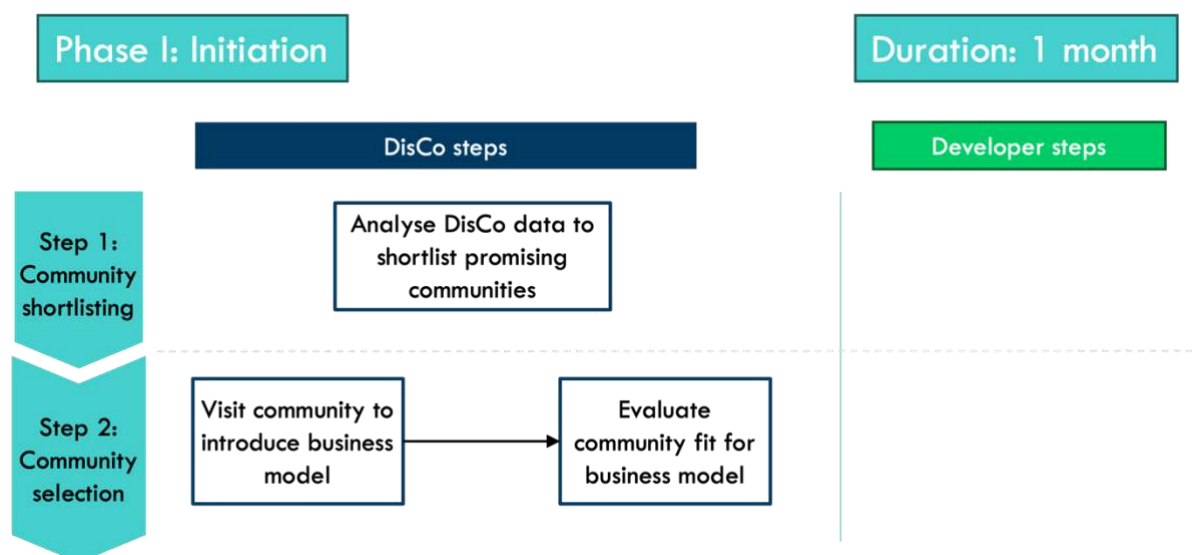 Phase I: Initiation
Duration: 1 month
DisCo steps
Developer steps
Step 1:
Community
shortlisting
Analyse DisCo data to
shortlist promising
communities
Step 2:
Community
selection
Visit community to
introduce business
model
Evaluate
community fit for
business model